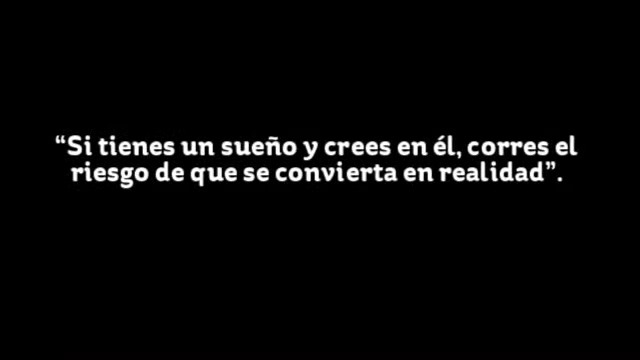 “Si tienes un sueño y crees en él, corres el
riesgo de que se convierta en realidad”.